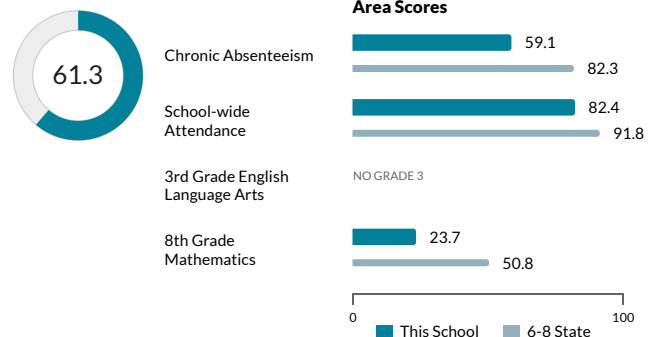 Area Scores
61.3
Chronic Absenteeism
59.1
82.3
School-wide
Attendance
82.4
91.8
3rd Grade English
Language Arts
NO GRADE 3
8th Grade
Mathematics
23.7
50.8
0
100
This School
6-8 State